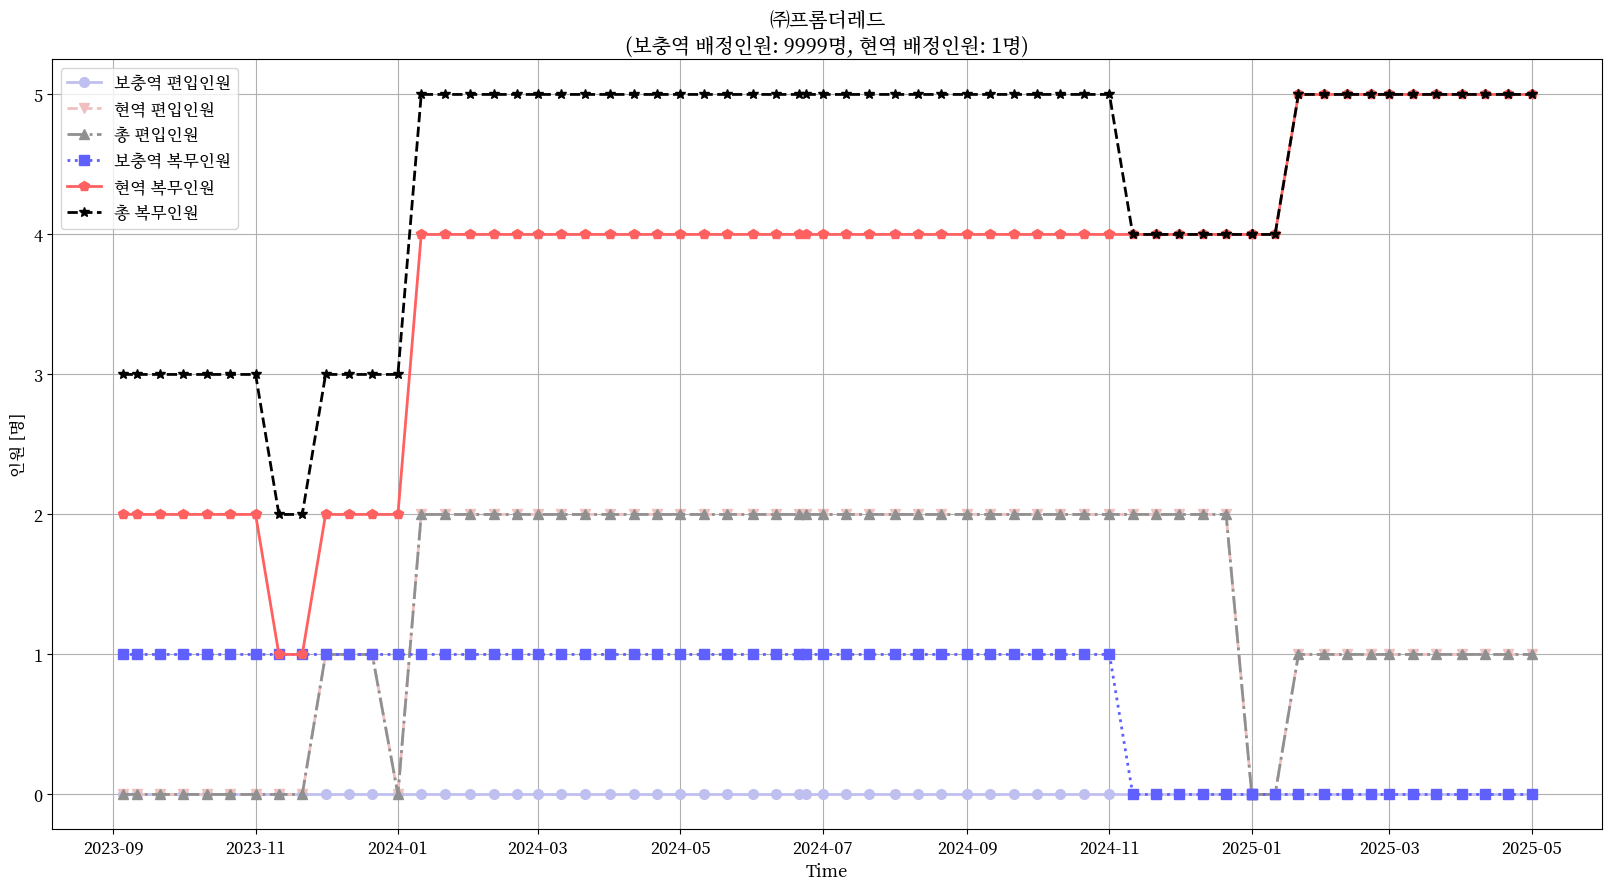 ㈜프롬더레드
(보충역 배정인원: 9999명, 현역 배정인원: 1명)
보충역 편입인원
현역 편입인원
총 편입인원
보충역 복무인원
현역 복무인원
총 복무인원
인원 [명]
5
4
3
2
1
0
2023-09
2023-11
2024-01
2024-03
2024-05
2024-07
2024-09
2024-11
2025-01
2025-03
2025-05
Time